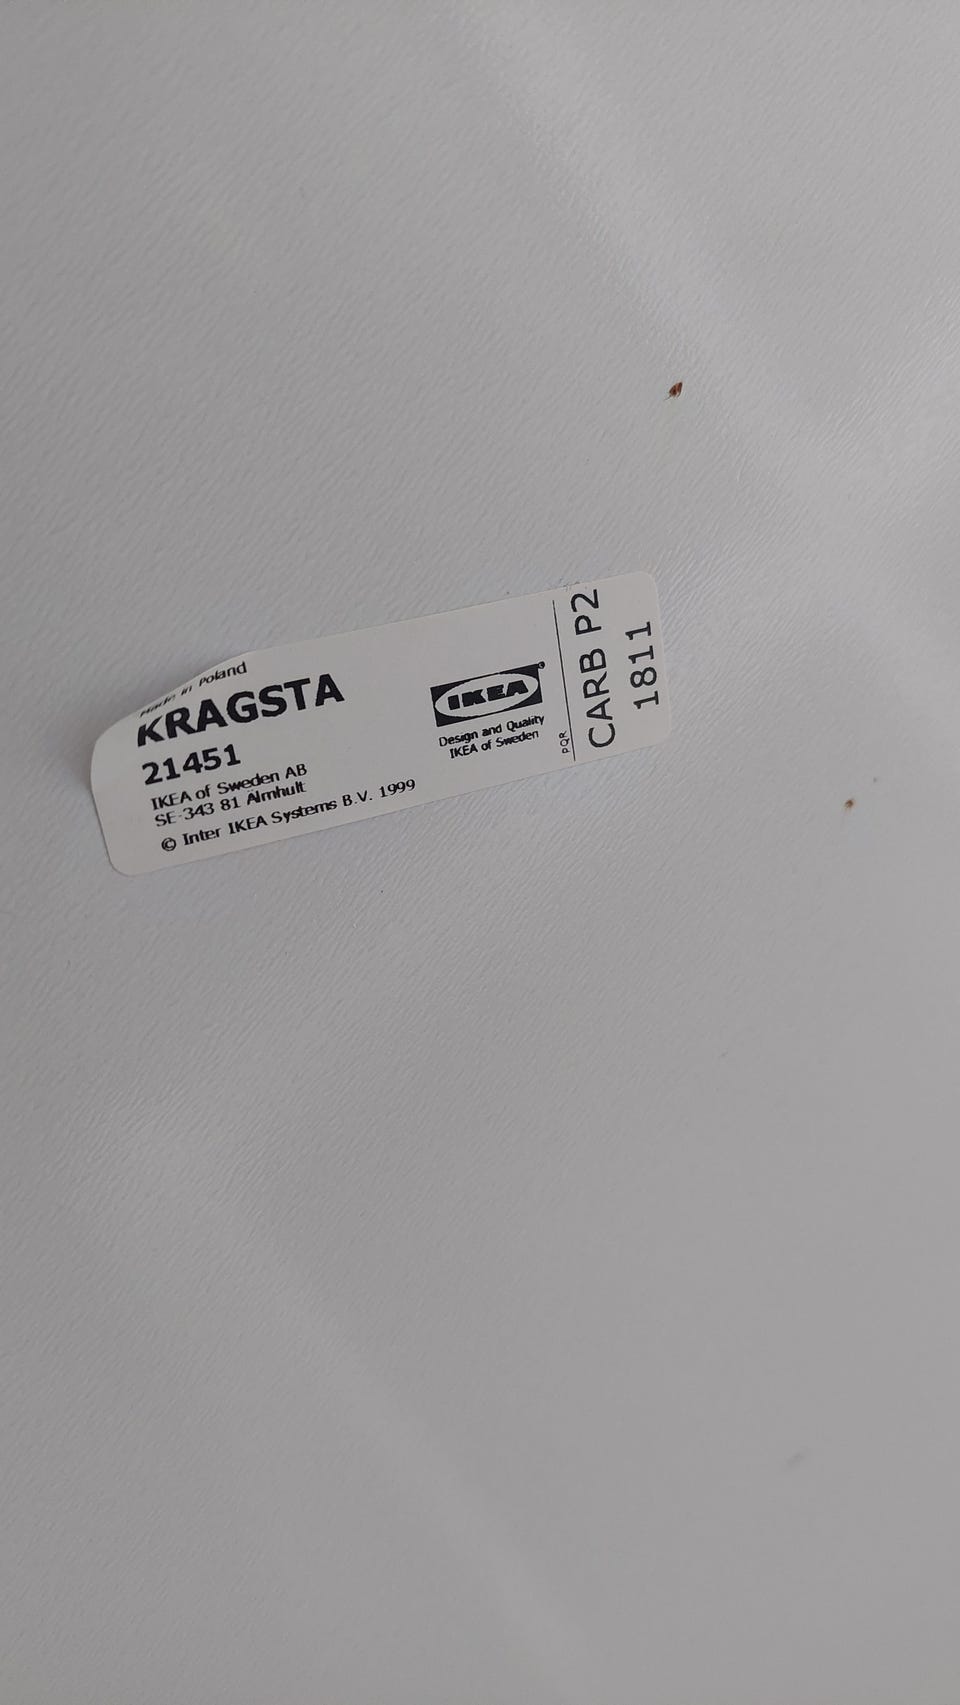 Made in Poland
KRAGSTA
21451
IKEA of Sweden AB
SE-343 81 Älmhult
© Inter IKEA Systems B.V. 1999
IKEA
Design and Quality
IKEA of Sweden
PQR
CARB P2
1811